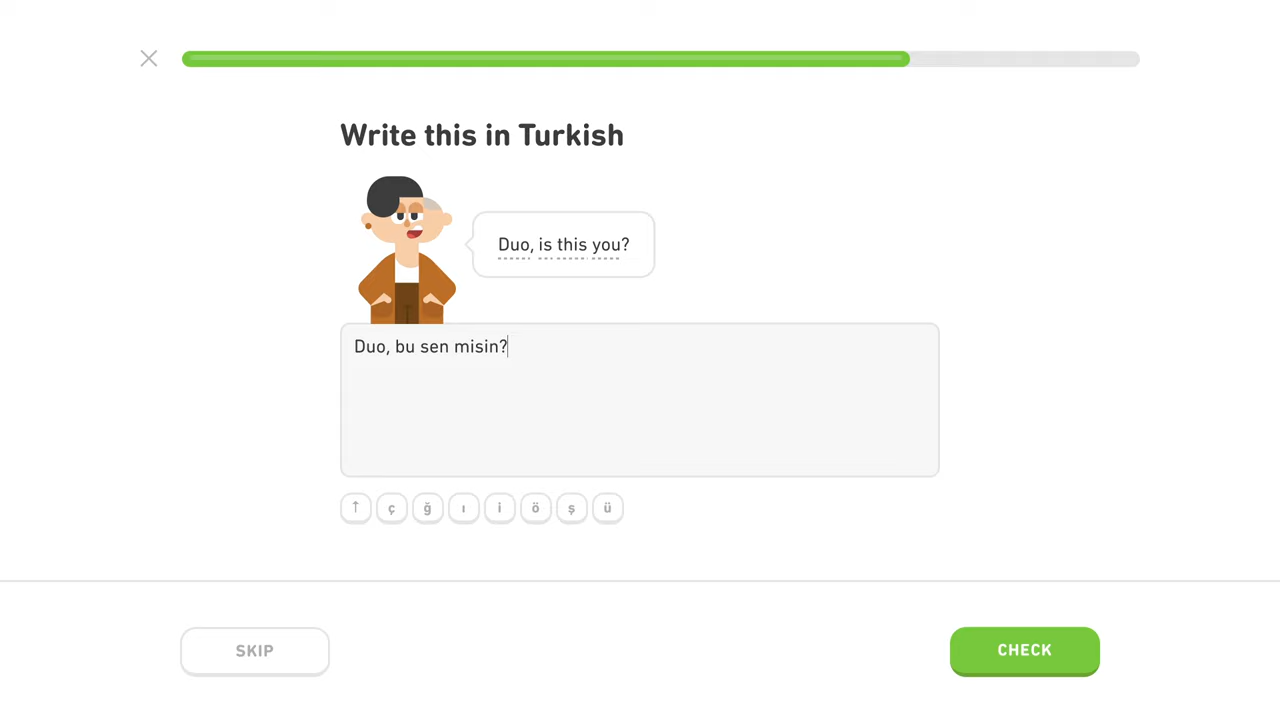 Write this in Turkish
Duo, is this you?
Duo, bu sen misin?
↑ ç ğ ı i ö ş ü
SKIP
CHECK